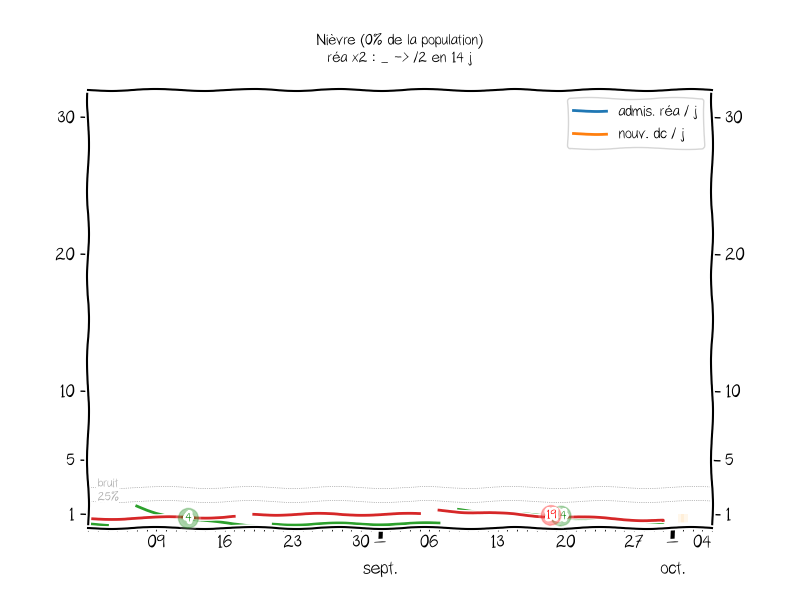 Nièvre (0% de la population)
réa x2 : _ -> /2 en 14 j
admis. réa / j
nouv. dc / j
30
30
20
20
10
10
5
5
bruit
25%
1
1
4
19
4
09 16 23 30 06 13 20 27 04
sept. oct.